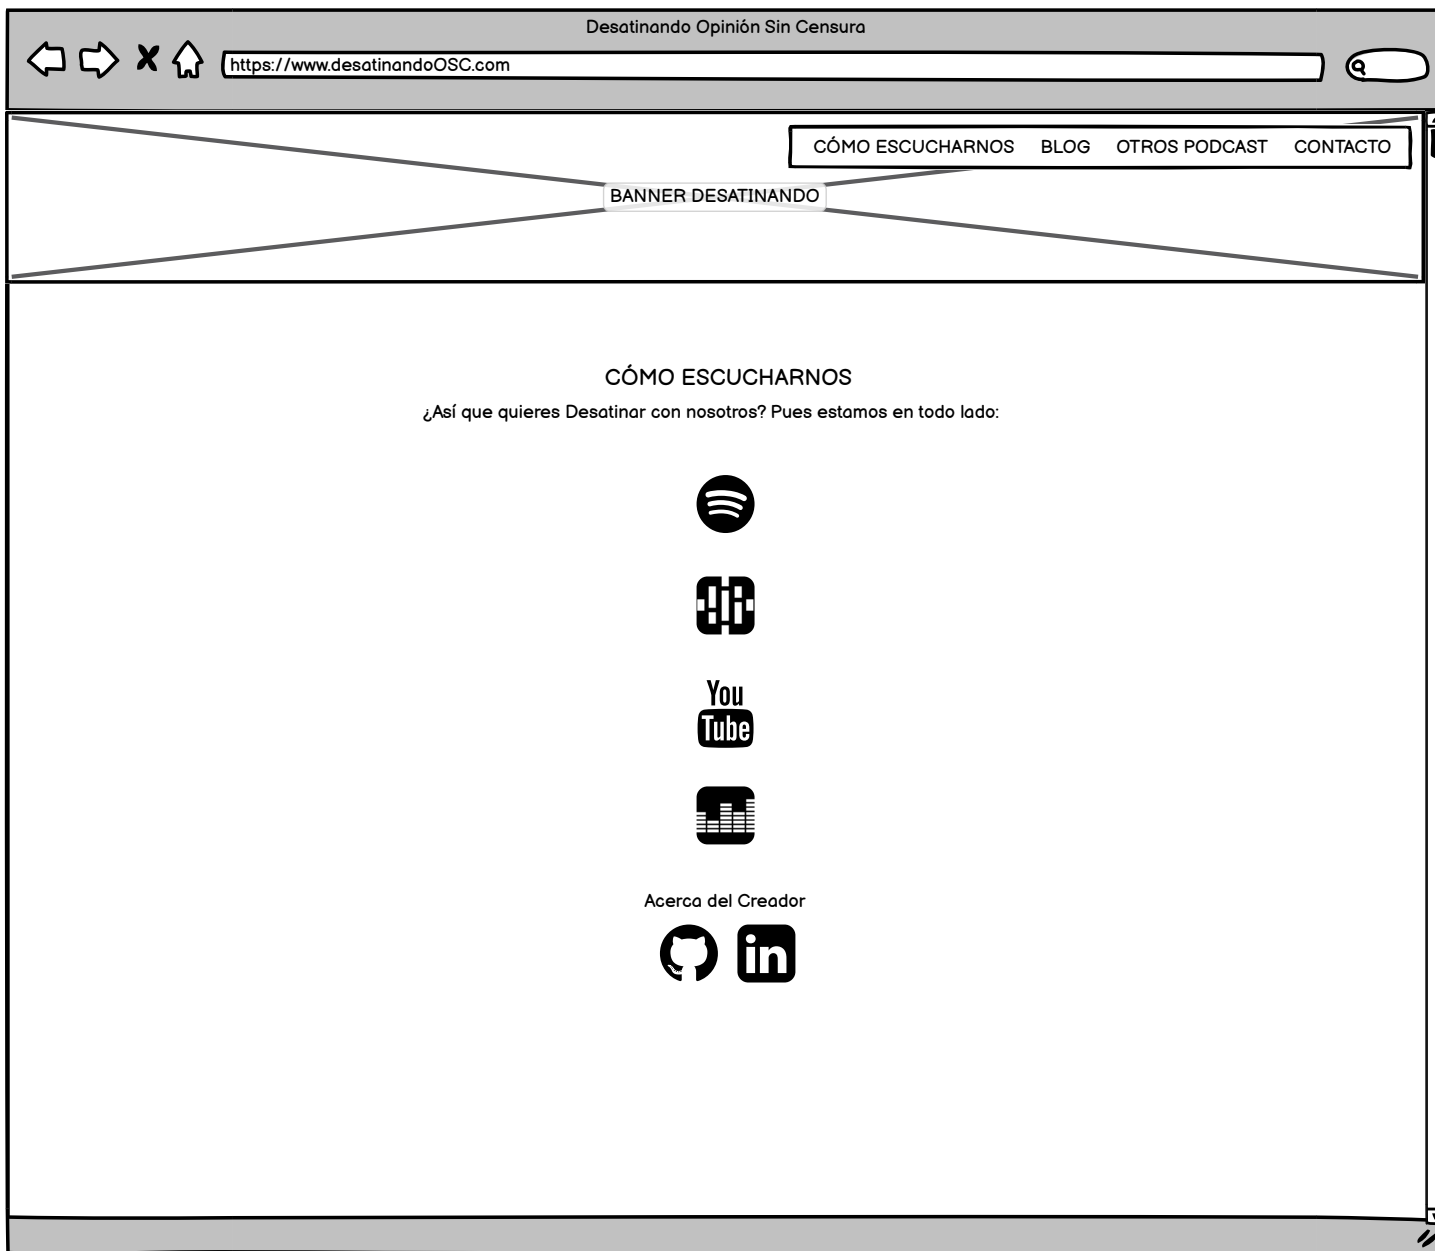 Desatinando Opinión Sin Censura
https://www.desatinandoOSC.com
CÓMO ESCUCHARNOS BLOG OTROS PODCAST CONTACTO
BANNER DESATINANDO
CÓMO ESCUCHARNOS
¿Así que quieres Desatinar con nosotros? Pues estamos en todo lado:
You
Tube
Acerca del Creador
in